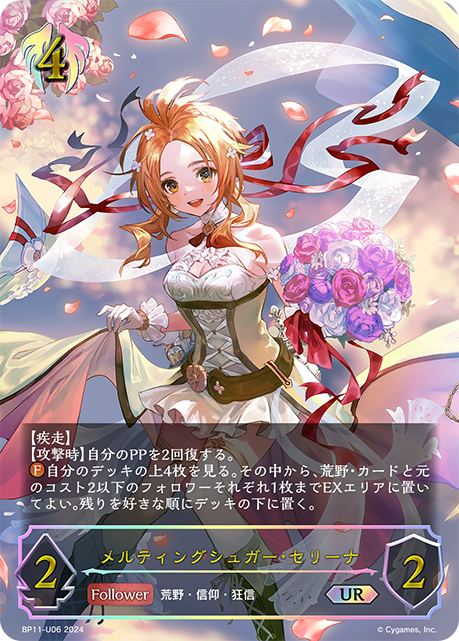 4
【疾走】
【攻撃時】自分のPPを2回復する。
F 自分のデッキの上4枚を見る。その中から、荒野・カードと元
のコスト2以下のフォロワーそれぞれ1枚までEXエリアに置い
てよい。残りを好きな順にデッキの下に置く。
メルティングシュガー・セリーナ
2
2
Follower 荒野・信仰・狂信 UR
BP11-U06 2024 © Cygames, Inc.